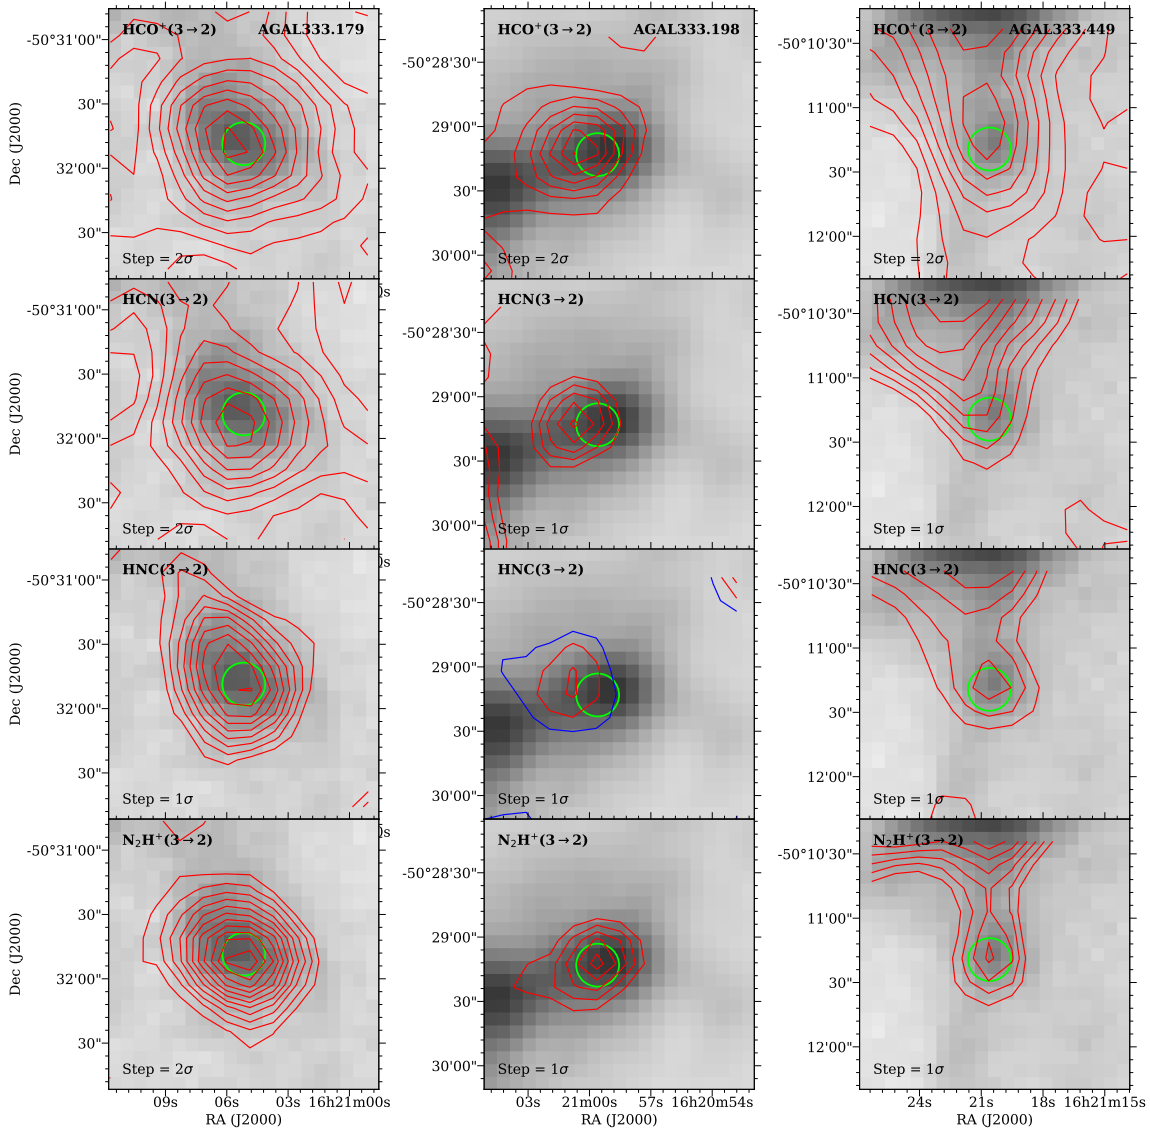 HCO⁺(3→2) AGAL333.179
-50°31'00"
30"
32'00"
30"
Dec (J2000)
Step = 2σ
HCO⁺(3→2) AGAL333.198
-50°28'30"
29'00"
30"
30'00"
Step = 2σ
HCO⁺(3→2) AGAL333.449
-50°10'30"
11'00"
30"
12'00"
Step = 2σ
0s
HCN(3→2)
-50°31'00"
30"
32'00"
30"
Dec (J2000)
Step = 2σ
HCN(3→2)
-50°28'30"
29'00"
30"
30'00"
Step = 1σ
HCN(3→2)
-50°10'30"
11'00"
30"
12'00"
Step = 1σ
0s
HNC(3→2)
-50°31'00"
30"
32'00"
30"
Dec (J2000)
Step = 1σ
HNC(3→2)
-50°28'30"
29'00"
30"
30'00"
Step = 1σ
HNC(3→2)
-50°10'30"
11'00"
30"
12'00"
Step = 1σ
0s
N₂H⁺(3→2)
-50°31'00"
30"
32'00"
30"
Dec (J2000)
Step = 2σ
09s 06s 03s 16h21m00s
RA (J2000)
N₂H⁺(3→2)
-50°28'30"
29'00"
30"
30'00"
Step = 1σ
03s 21m00s 57s 16h20m54s
RA (J2000)
N₂H⁺(3→2)
-50°10'30"
11'00"
30"
12'00"
Step = 1σ
24s 21s 18s 16h21m15s
RA (J2000)